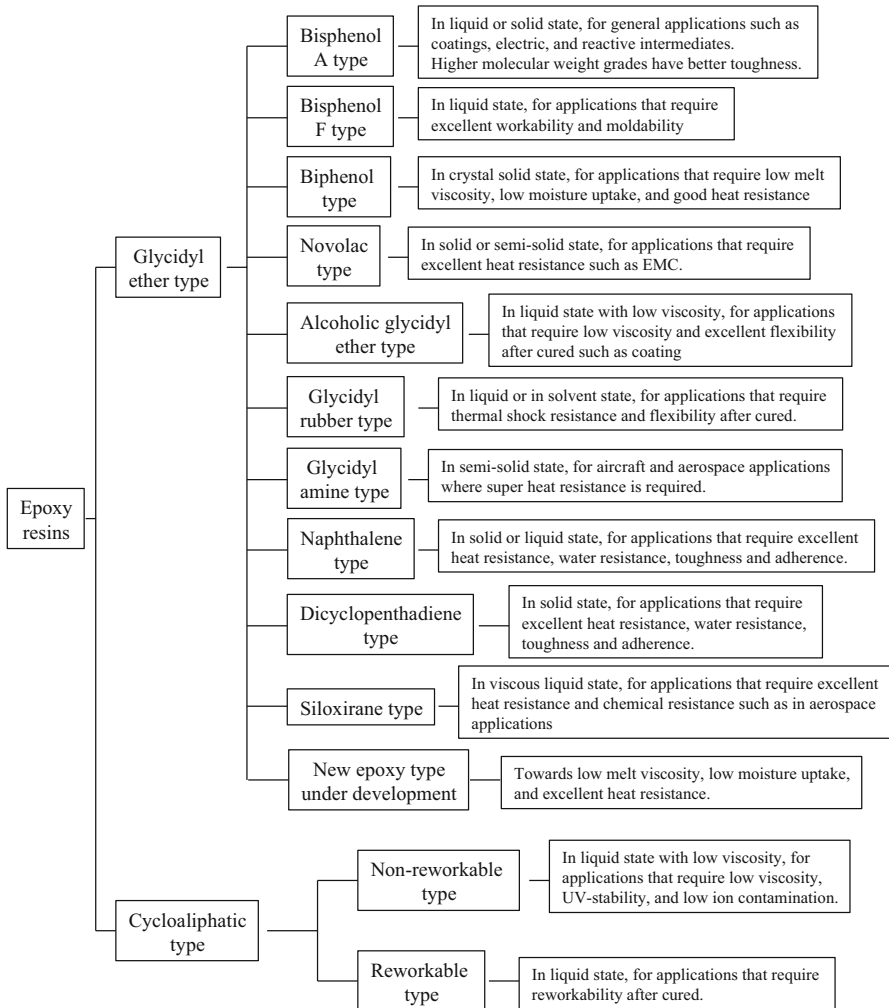 Bisphenol
A type
In liquid or solid state, for general applications such as
coatings, electric, and reactive intermediates.
Higher molecular weight grades have better toughness.
Bisphenol
F type
In liquid state, for applications that require
excellent workability and moldability
Biphenol
type
In crystal solid state, for applications that require low melt
viscosity, low moisture uptake, and good heat resistance
Glycidyl
ether type
Novolac
type
In solid or semi-solid state, for applications that require
excellent heat resistance such as EMC.
Alcoholic glycidyl
ether type
In liquid state with low viscosity, for applications
that require low viscosity and excellent flexibility
after cured such as coating
Glycidyl
rubber type
In liquid or in solvent state, for applications that require
thermal shock resistance and flexibility after cured.
Glycidyl
amine type
In semi-solid state, for aircraft and aerospace applications
where super heat resistance is required.
Epoxy
resins
Naphthalene
type
In solid or liquid state, for applications that require excellent
heat resistance, water resistance, toughness and adherence.
Dicyclopenthadiene
type
In solid state, for applications that require
excellent heat resistance, water resistance,
toughness and adherence.
Siloxirane type
In viscous liquid state, for applications that require excellent
heat resistance and chemical resistance such as in aerospace
applications
New epoxy type
under development
Towards low melt viscosity, low moisture uptake,
and excellent heat resistance.
Non-reworkable
type
In liquid state with low viscosity, for
applications that require low viscosity,
UV-stability, and low ion contamination.
Cycloaliphatic
type
Reworkable
type
In liquid state, for applications that require
reworkability after cured.